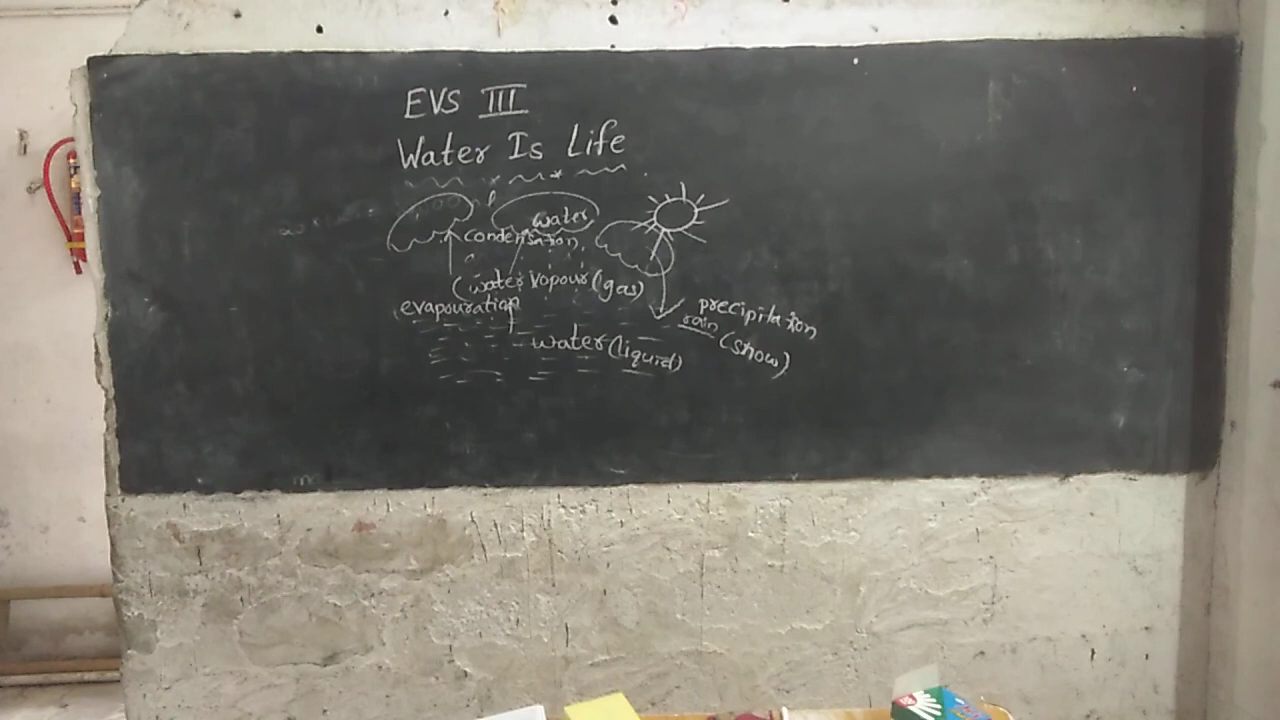 EVS III
Water Is Life
water
condensation
(water vopour (gas)
evapouration
precipitation
rain (snow)
water (liquid)